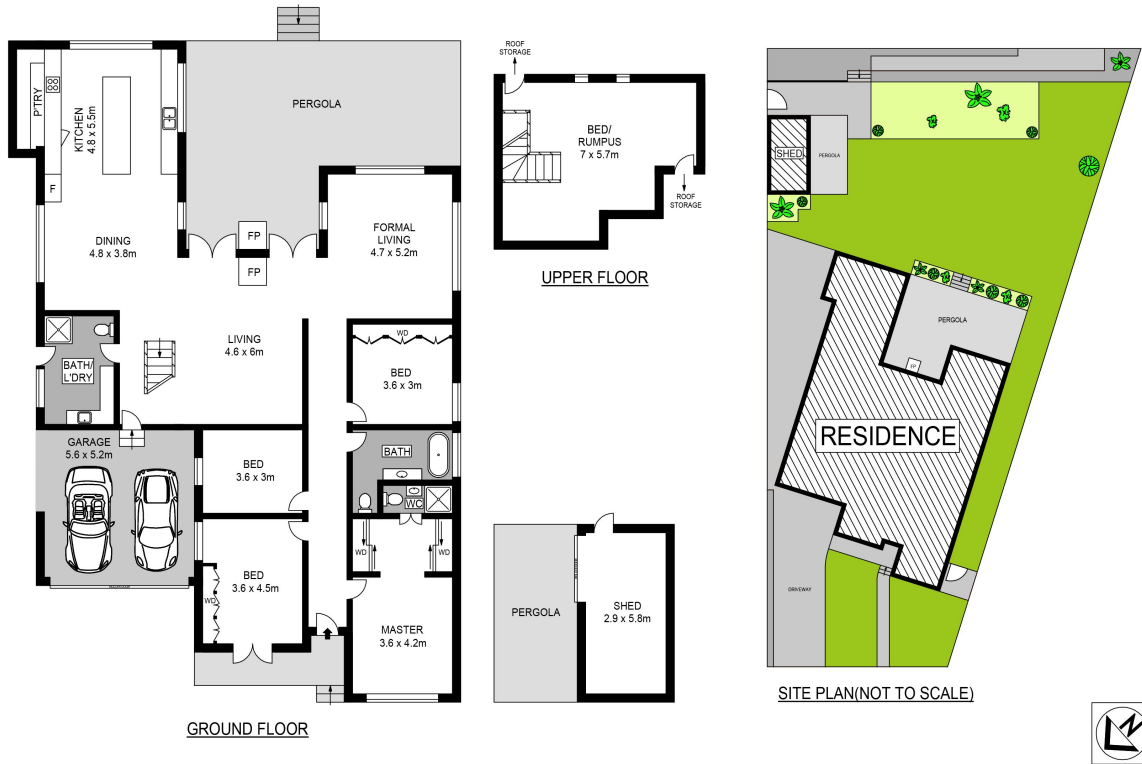 P'TRY
KITCHEN
4.8 x 5.5m
F
DINING
4.8 x 3.8m
PERGOLA
FP
FP
FORMAL
LIVING
4.7 x 5.2m
LIVING
4.6 x 6m
BATH/
L'DRY
WD
BED
3.6 x 3m
GARAGE
5.6 x 5.2m
BED
3.6 x 3m
BATH
WC
WD
WD
BED
3.6 x 4.5m
WD
MASTER
3.6 x 4.2m
GROUND FLOOR
ROOF
STORAGE
BED/
RUMPUS
7 x 5.7m
ROOF
STORAGE
UPPER FLOOR
PERGOLA
SHED
2.9 x 5.8m
SHED
PERGOLA
PERGOLA
FP
RESIDENCE
DRIVEWAY
SITE PLAN(NOT TO SCALE)
N